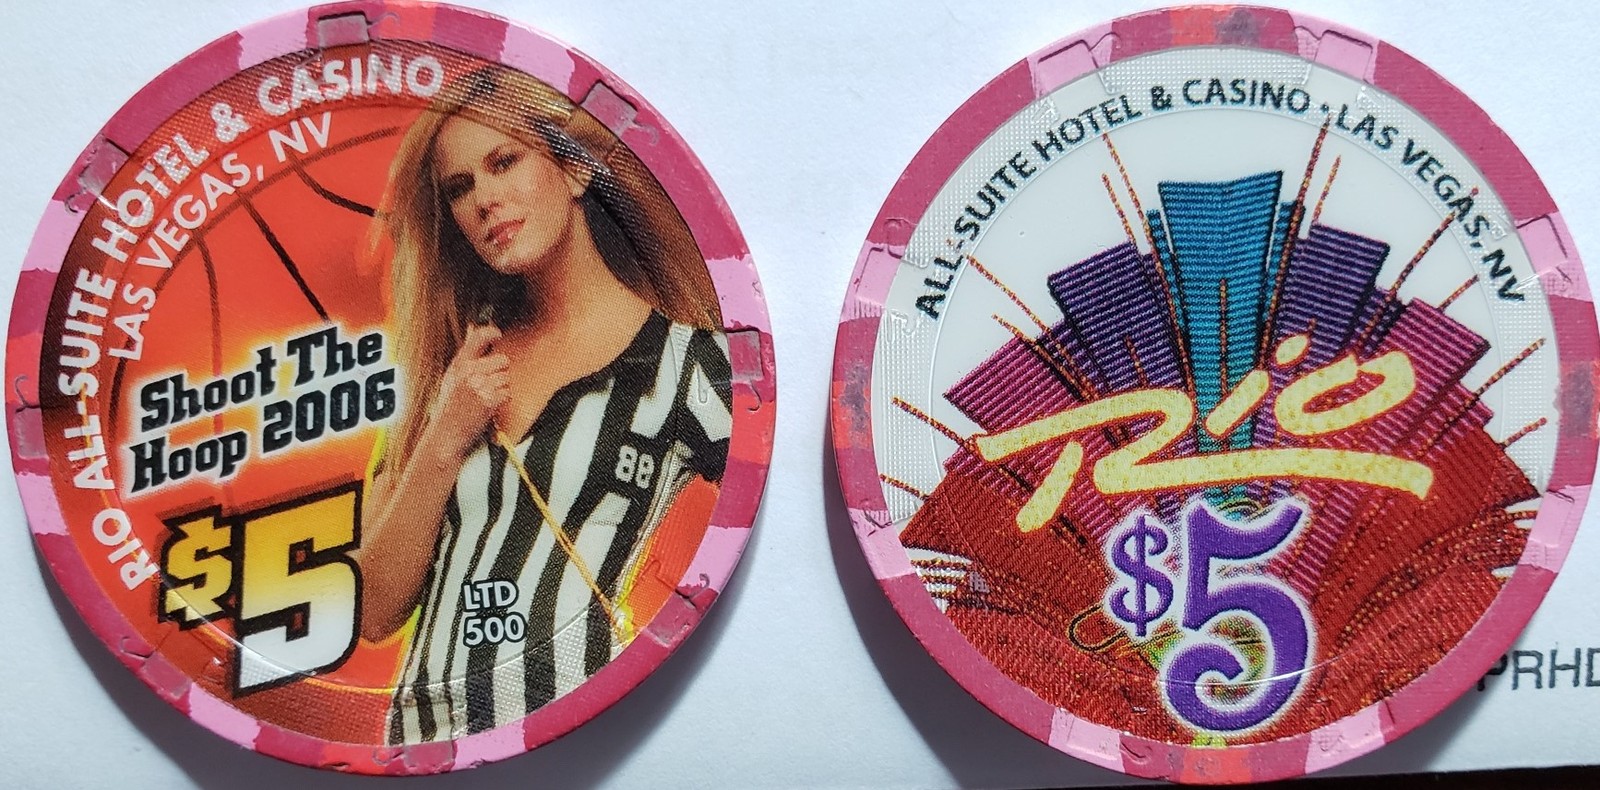 RIO ALL-SUITE HOTEL & CASINO
LAS VEGAS, NV
Shoot The
Hoop 2006
$5
88
LTD
500
ALL-SUITE HOTEL & CASINO • LAS VEGAS, NV
Rio
$5